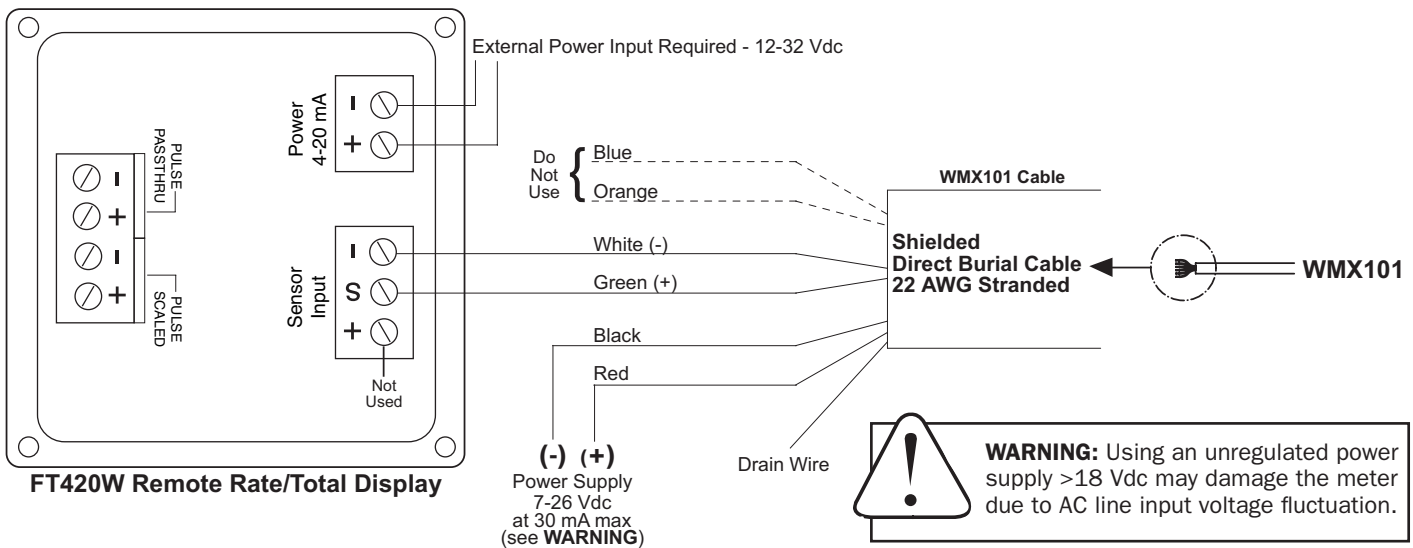 External Power Input Required - 12-32 Vdc
Power
4-20 mA
-
+
PULSE
PASSTHRU
-
+
-
+
PULSE
SCALED
Sensor
Input
-
S
+
Not
Used
FT420W Remote Rate/Total Display
Do
Not
Use
{
Blue
Orange
White (-)
Green (+)
Black
Red
(-) (+)
Power Supply
7-26 Vdc
at 30 mA max
(see WARNING)
Drain Wire
WMX101 Cable
Shielded
Direct Burial Cable
22 AWG Stranded
WMX101
!
WARNING: Using an unregulated power
supply >18 Vdc may damage the meter
due to AC line input voltage fluctuation.